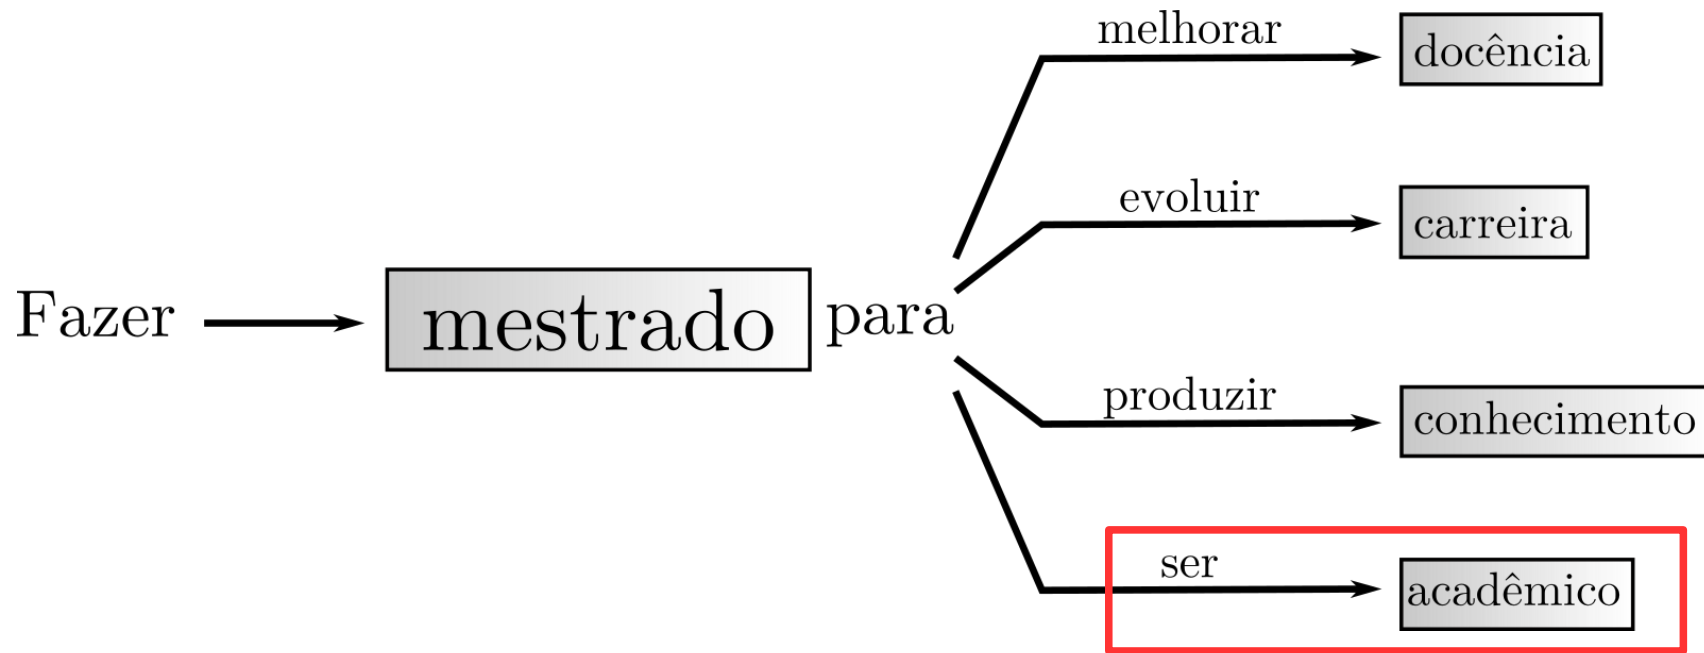 melhorar
docência
evoluir
carreira
Fazer
mestrado
para
produzir
conhecimento
ser
acadêmico